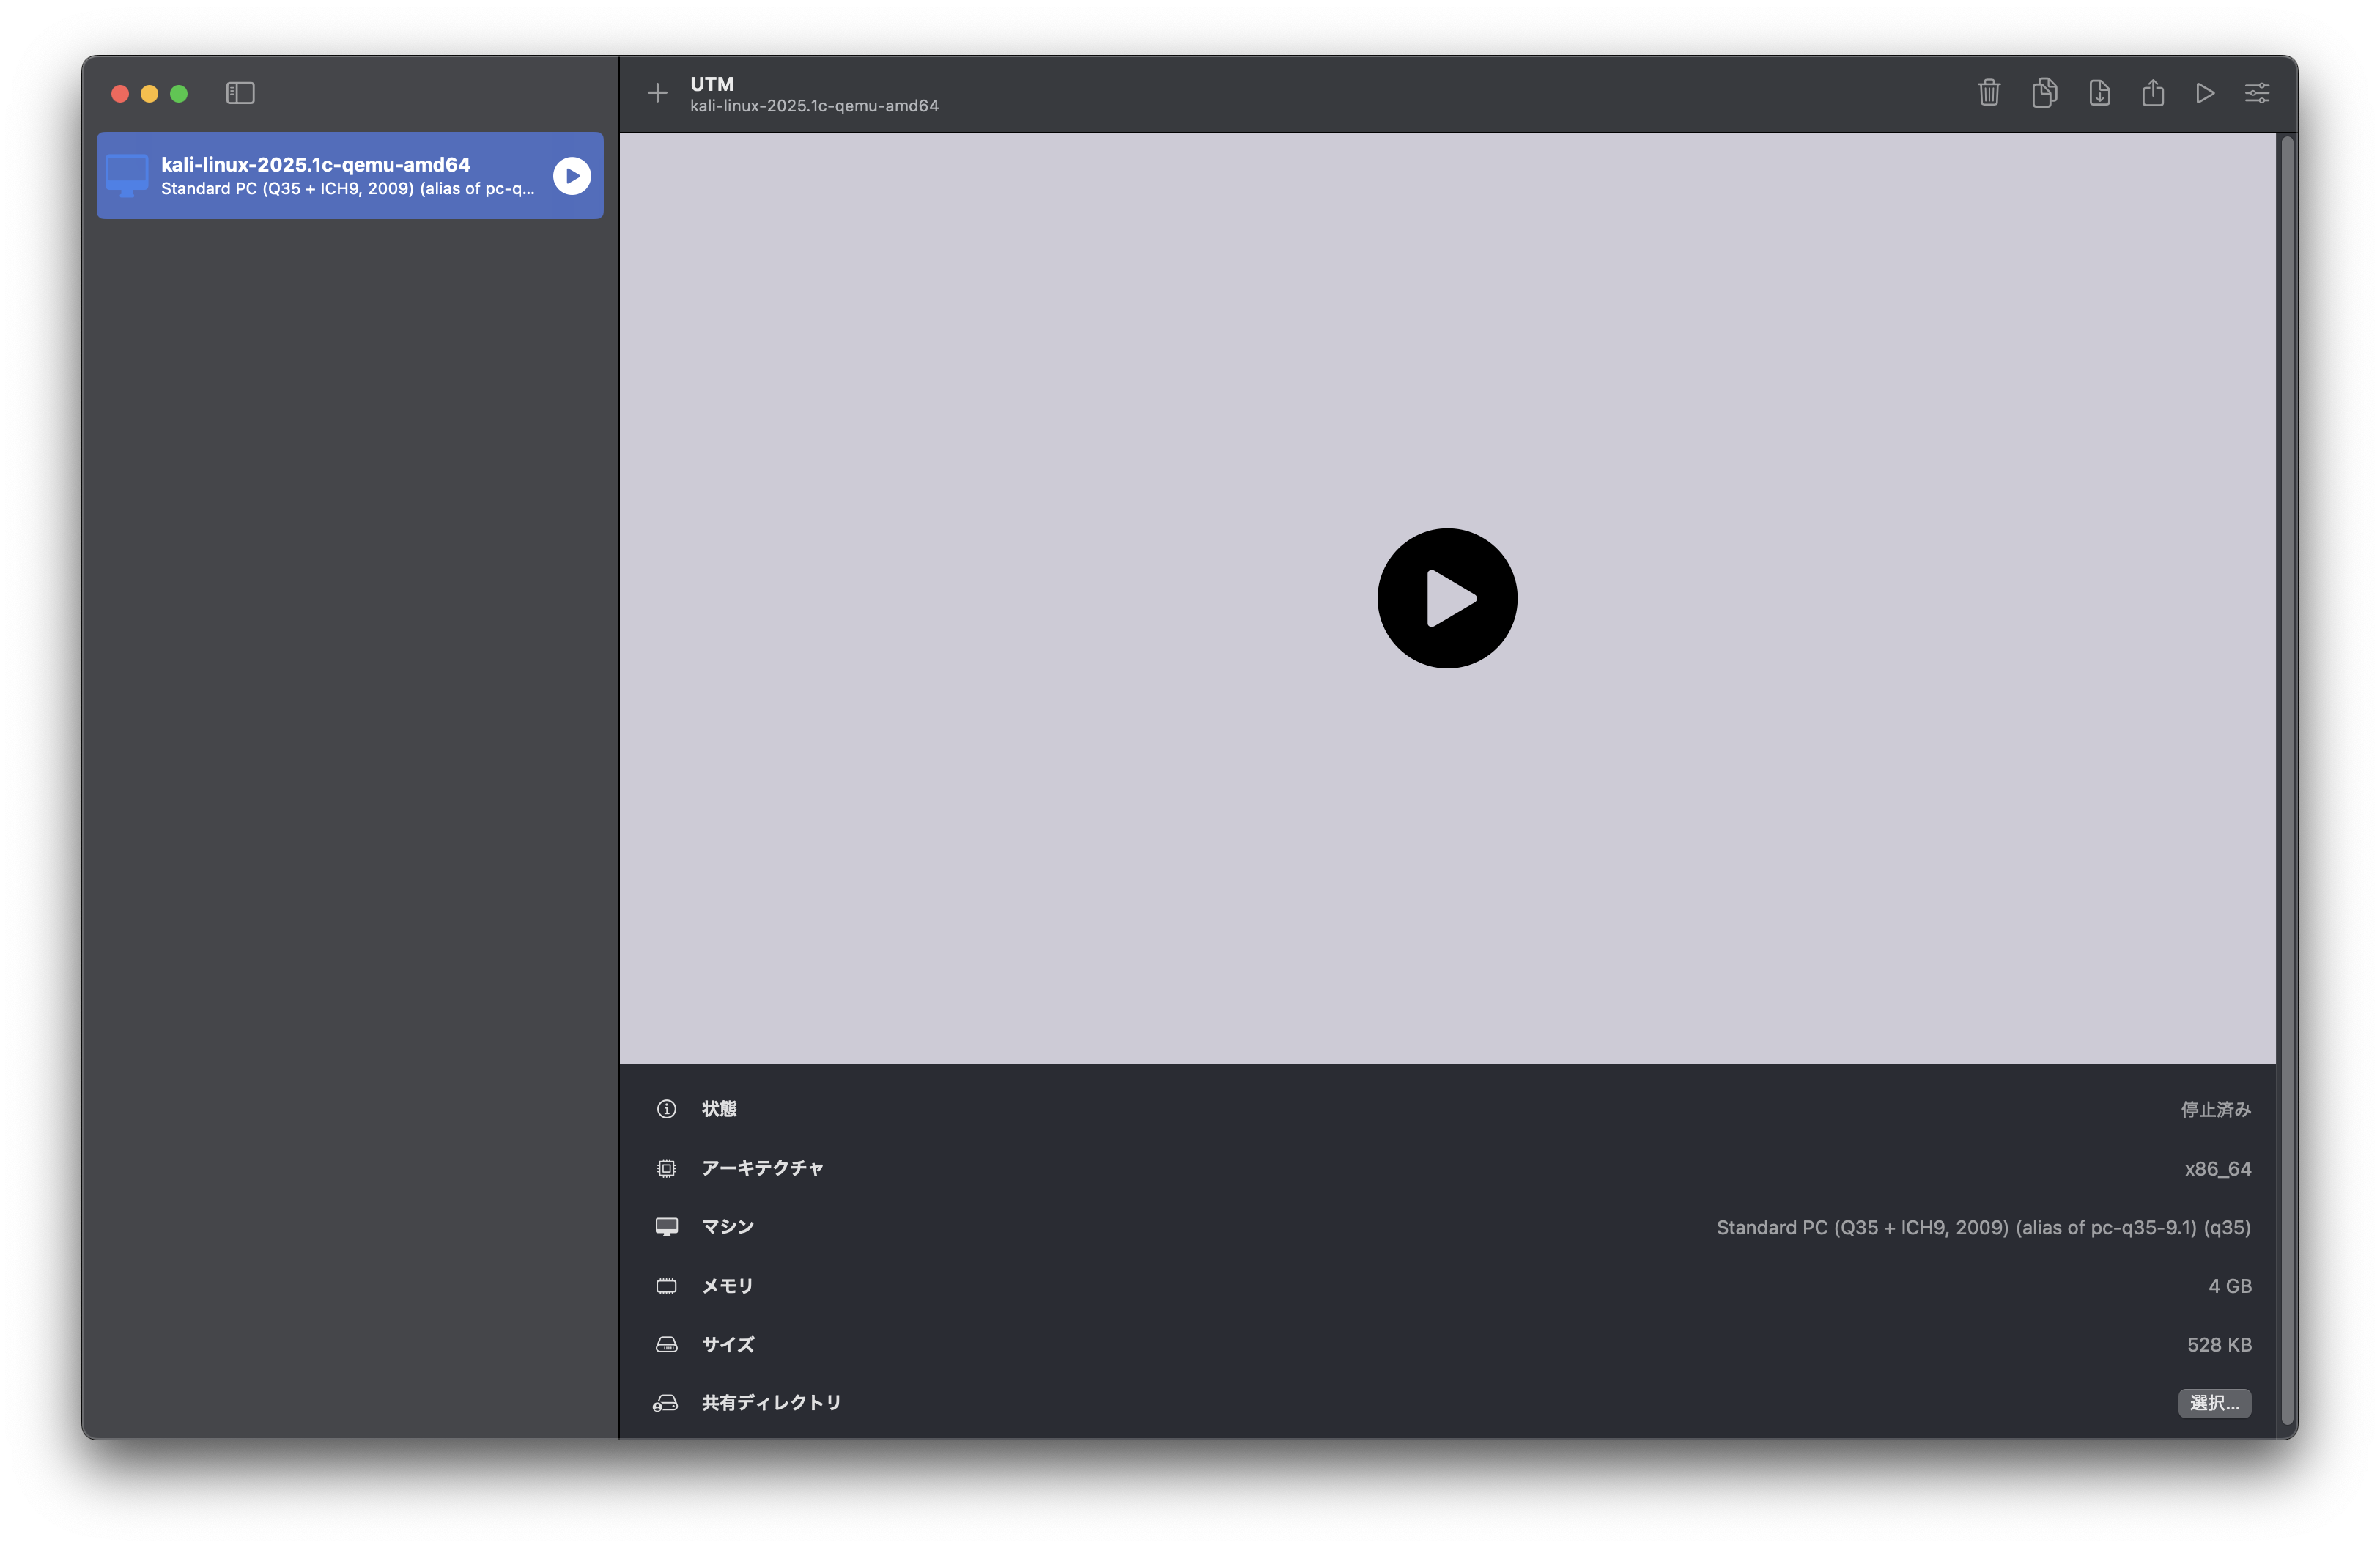 UTM
kali-linux-2025.1c-qemu-amd64
kali-linux-2025.1c-qemu-amd64
Standard PC (Q35 + ICH9, 2009) (alias of pc-q...
状態 停止済み
アーキテクチャ x86_64
マシン Standard PC (Q35 + ICH9, 2009) (alias of pc-q35-9.1) (q35)
メモリ 4 GB
サイズ 528 KB
共有ディレクトリ 選択...